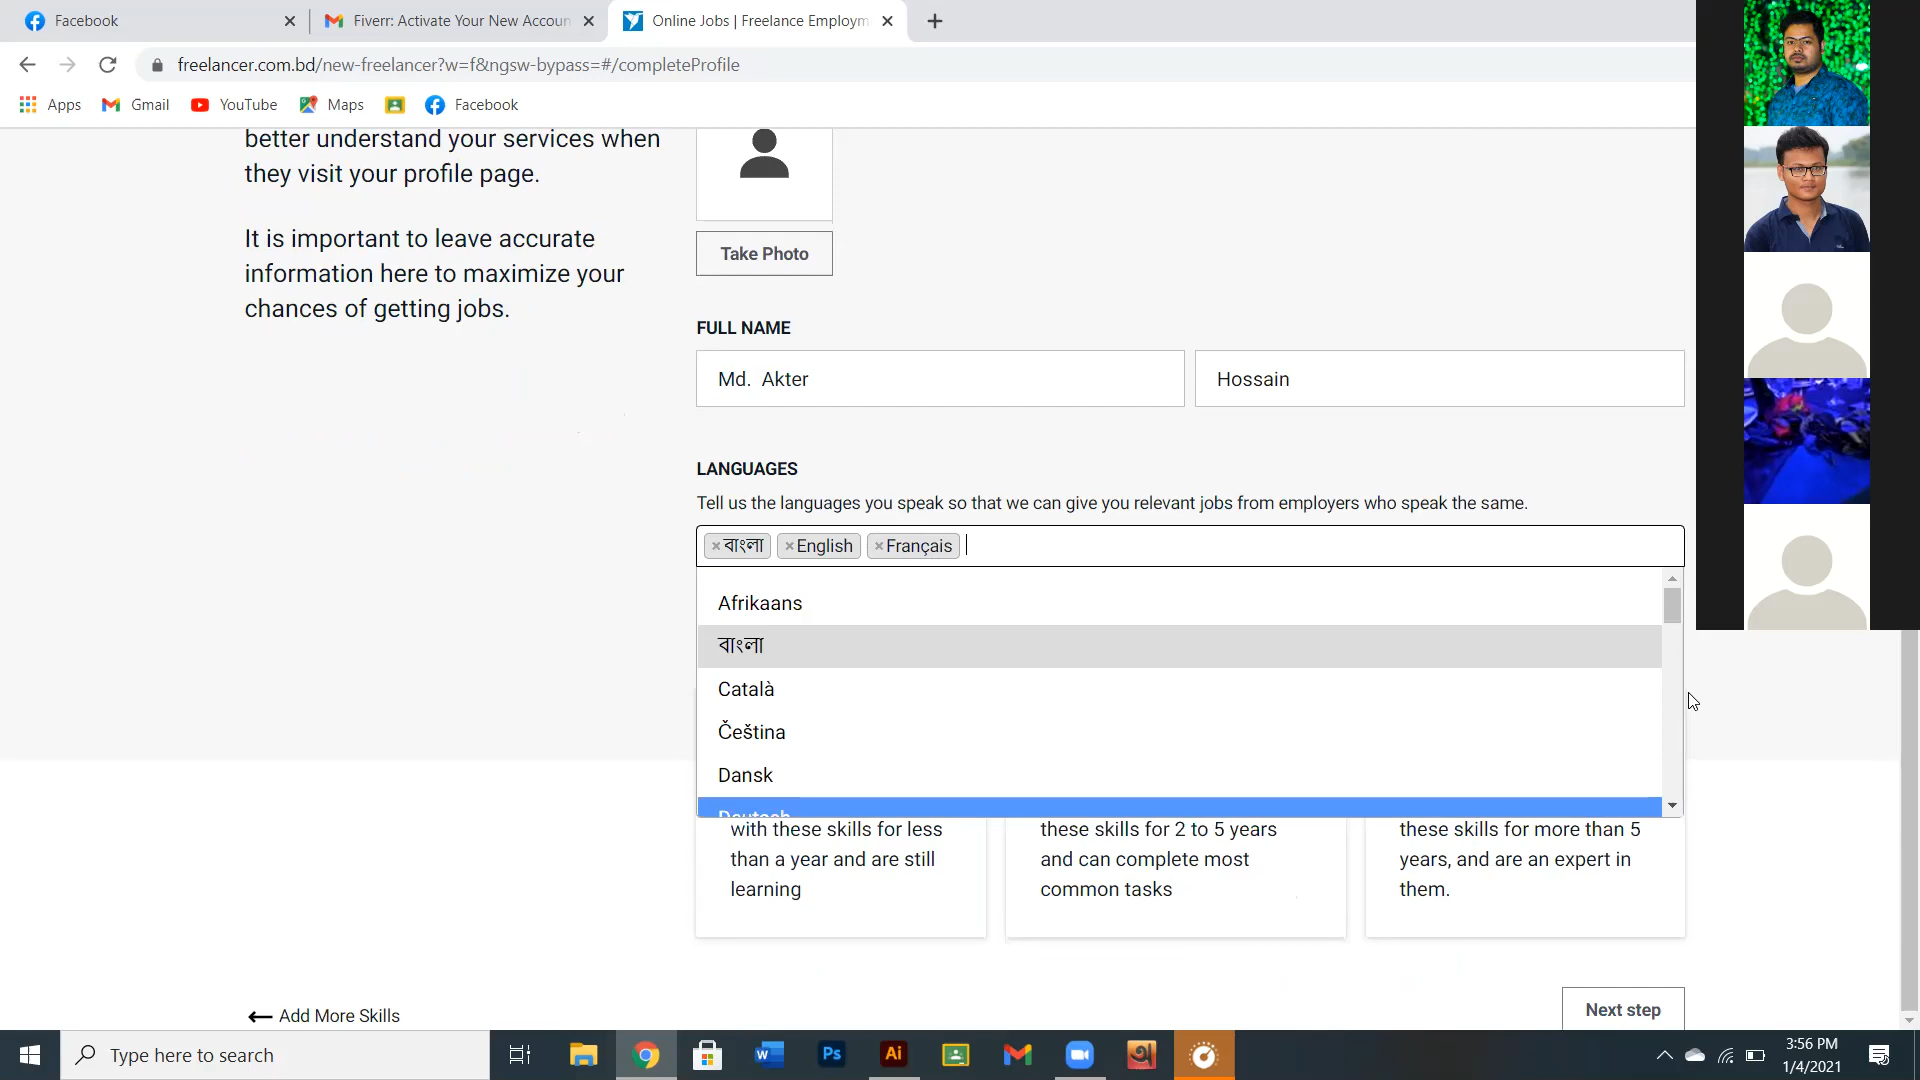 Facebook
Fiverr: Activate Your New Accoun
Online Jobs | Freelance Employm
freelancer.com.bd/new-freelancer?w=f&ngsw-bypass=#/completeProfile
Apps
Gmail
YouTube
Maps
Facebook
better understand your services when
they visit your profile page.
It is important to leave accurate
information here to maximize your
chances of getting jobs.
Take Photo
FULL NAME
Md.  Akter
Hossain
LANGUAGES
Tell us the languages you speak so that we can give you relevant jobs from employers who speak the same.
×বাংলা ×English ×Français
Afrikaans
বাংলা
Català
Čeština
Dansk
Deutsch
with these skills for less
than a year and are still
learning
these skills for 2 to 5 years
and can complete most
common tasks
these skills for more than 5
years, and are an expert in
them.
Add More Skills
Next step
Type here to search
W
Ps
Ai
অ
3:56 PM
1/4/2021